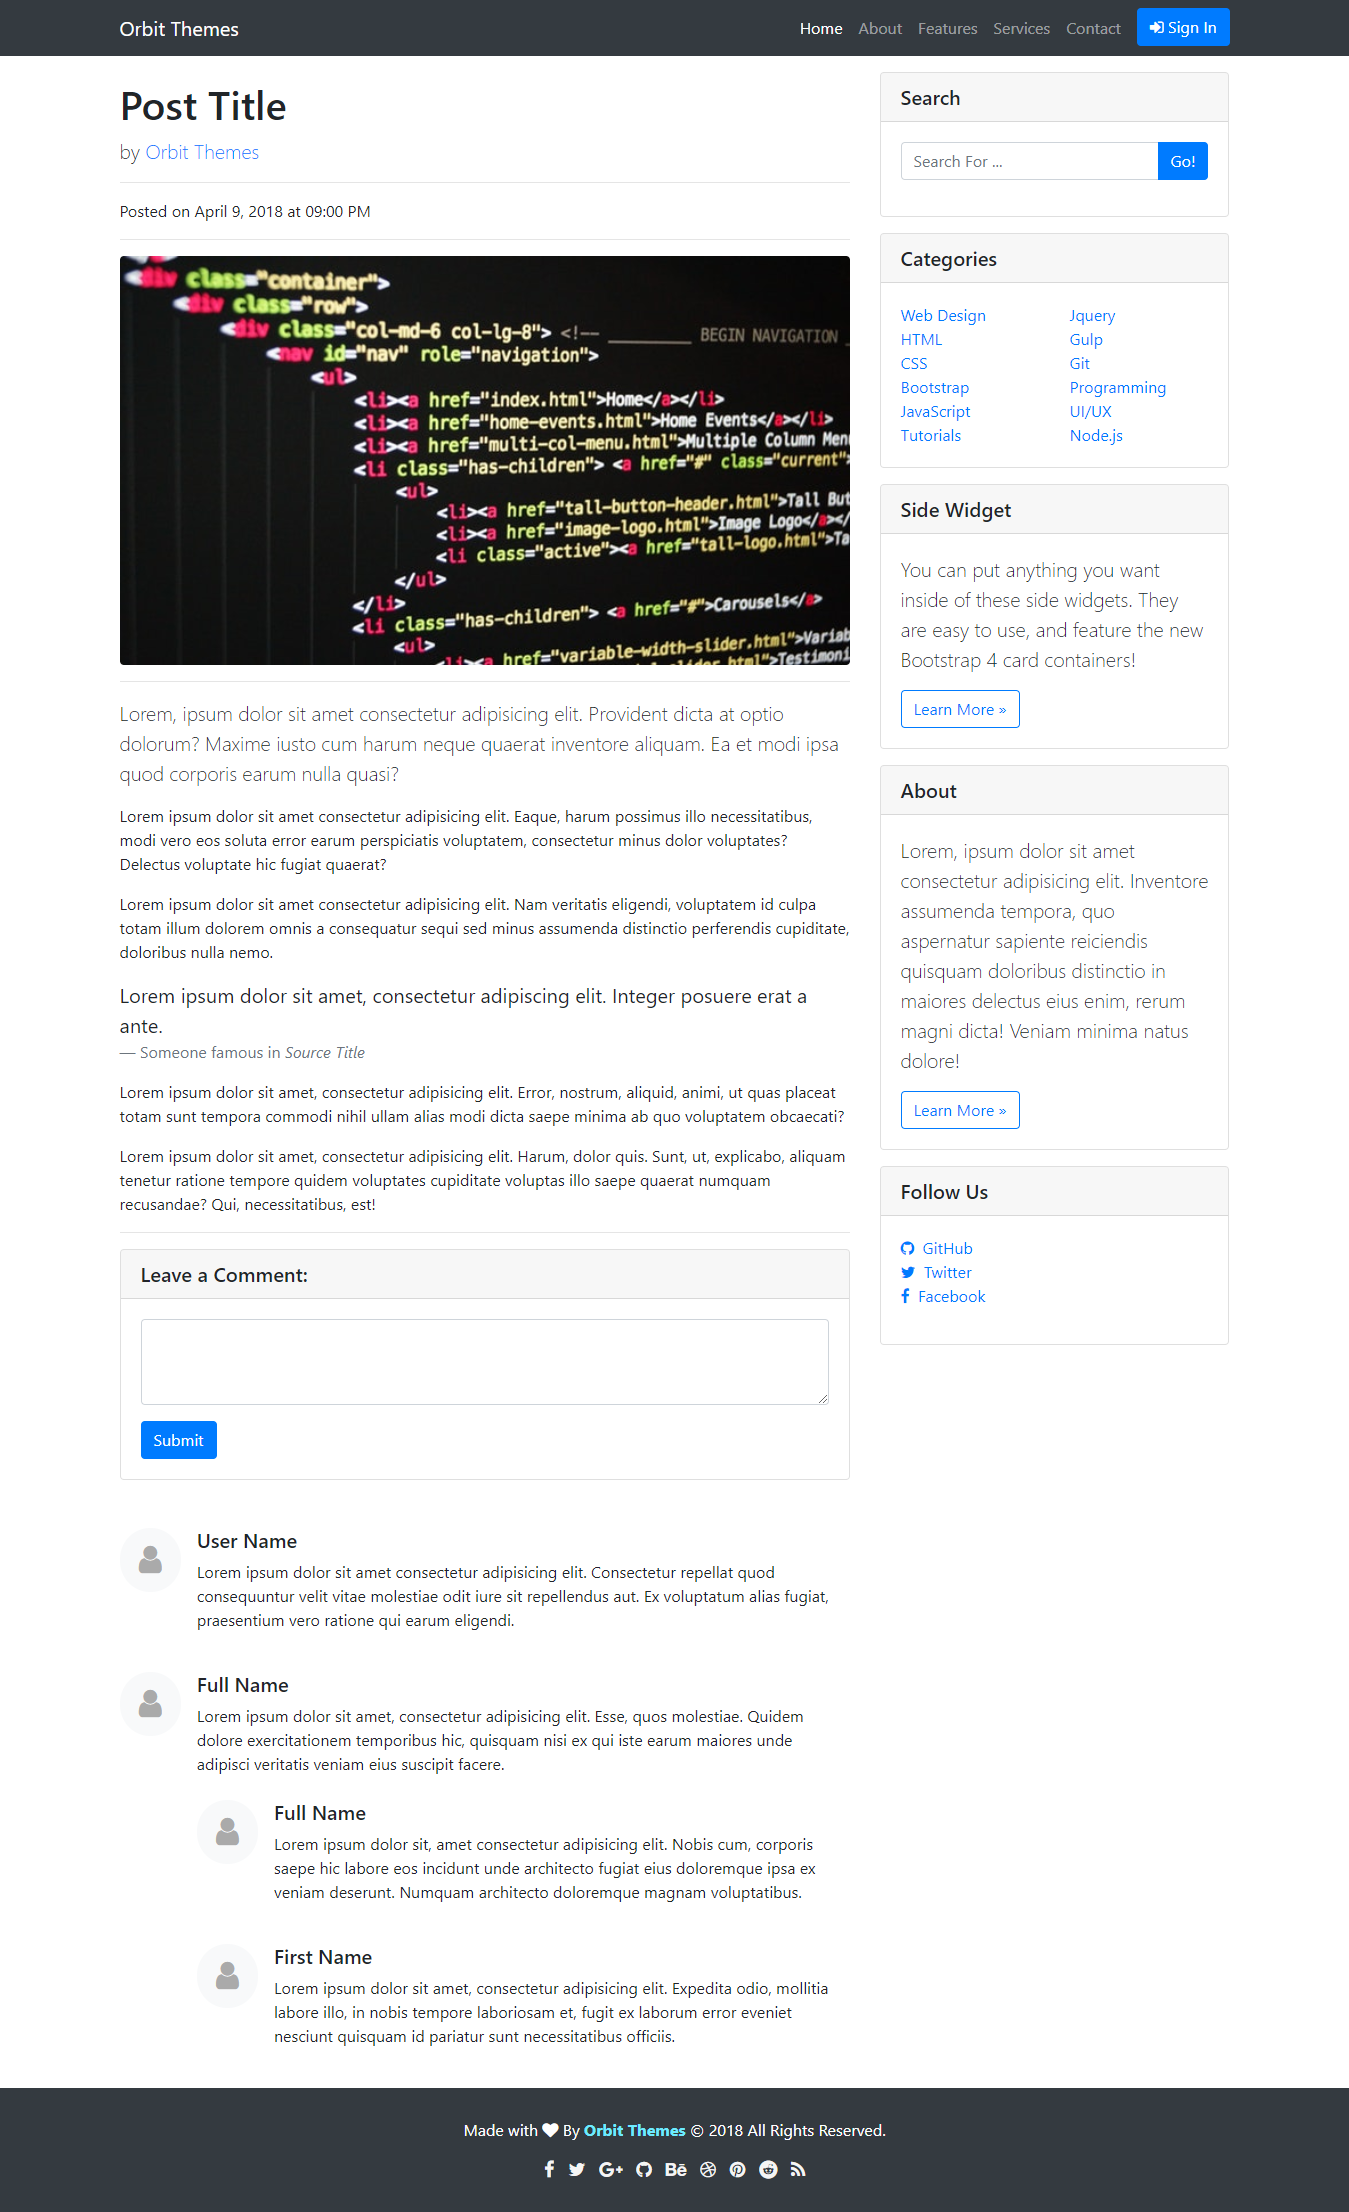 Orbit Themes
Home About Features Services Contact Sign In
Post Title
by Orbit Themes
Posted on April 9, 2018 at 09:00 PM
<div class="container">
<div class="row">
<div class="col-md-6 col-lg-8"> <!-- BEGIN NAVIGATION
<nav id="nav" role="navigation">
<ul>
<li><a href="index.html">Home</a></li>
<li><a href="home-events.html">Home Events</a></li>
<li><a href="multi-col-menu.html">Multiple Column Men
<li class="has-children"> <a href="#" class="current">
<ul>
<li><a href="tall-button-header.html">Tall But
<li><a href="image-logo.html">Image Logo</a></
<li class="active"><a href="tall-logo.html">Ta
</ul>
</li>
<li class="has-children"> <a href="#">Carousels</a>
<ul>
<li><a href="variable-width-slider.html">Variab
slider.html">Testimoni
Lorem, ipsum dolor sit amet consectetur adipisicing elit. Provident dicta at optio
dolorum? Maxime iusto cum harum neque quaerat inventore aliquam. Ea et modi ipsa
quod corporis earum nulla quasi?
Lorem ipsum dolor sit amet consectetur adipisicing elit. Eaque, harum possimus illo necessitatibus,
modi vero eos soluta error earum perspiciatis voluptatem, consectetur minus dolor voluptates?
Delectus voluptate hic fugiat quaerat?
Lorem ipsum dolor sit amet consectetur adipisicing elit. Nam veritatis eligendi, voluptatem id culpa
totam illum dolorem omnis a consequatur sequi sed minus assumenda distinctio perferendis cupiditate,
doloribus nulla nemo.
Lorem ipsum dolor sit amet, consectetur adipiscing elit. Integer posuere erat a
ante.
— Someone famous in Source Title
Lorem ipsum dolor sit amet, consectetur adipisicing elit. Error, nostrum, aliquid, animi, ut quas placeat
totam sunt tempora commodi nihil ullam alias modi dicta saepe minima ab quo voluptatem obcaecati?
Lorem ipsum dolor sit amet, consectetur adipisicing elit. Harum, dolor quis. Sunt, ut, explicabo, aliquam
tenetur ratione tempore quidem voluptates cupiditate voluptas illo saepe quaerat numquam
recusandae? Qui, necessitatibus, est!
Leave a Comment:
Submit
User Name
Lorem ipsum dolor sit amet consectetur adipisicing elit. Consectetur repellat quod
consequuntur velit vitae molestiae odit iure sit repellendus aut. Ex voluptatum alias fugiat,
praesentium vero ratione qui earum eligendi.
Full Name
Lorem ipsum dolor sit amet, consectetur adipisicing elit. Esse, quos molestiae. Quidem
dolore exercitationem temporibus hic, quisquam nisi ex qui iste earum maiores unde
adipisci veritatis veniam eius suscipit facere.
Full Name
Lorem ipsum dolor sit, amet consectetur adipisicing elit. Nobis cum, corporis
saepe hic labore eos incidunt unde architecto fugiat eius doloremque ipsa ex
veniam deserunt. Numquam architecto doloremque magnam voluptatibus.
First Name
Lorem ipsum dolor sit amet, consectetur adipisicing elit. Expedita odio, mollitia
labore illo, in nobis tempore laboriosam et, fugit ex laborum error eveniet
nesciunt quisquam id pariatur sunt necessitatibus officiis.
Search
Search For ... Go!
Categories
Web Design
HTML
CSS
Bootstrap
JavaScript
Tutorials
Jquery
Gulp
Git
Programming
UI/UX
Node.js
Side Widget
You can put anything you want
inside of these side widgets. They
are easy to use, and feature the new
Bootstrap 4 card containers!
Learn More »
About
Lorem, ipsum dolor sit amet
consectetur adipisicing elit. Inventore
assumenda tempora, quo
aspernatur sapiente reiciendis
quisquam doloribus distinctio in
maiores delectus eius enim, rerum
magni dicta! Veniam minima natus
dolore!
Learn More »
Follow Us
GitHub
Twitter
Facebook
Made with By Orbit Themes © 2018 All Rights Reserved.